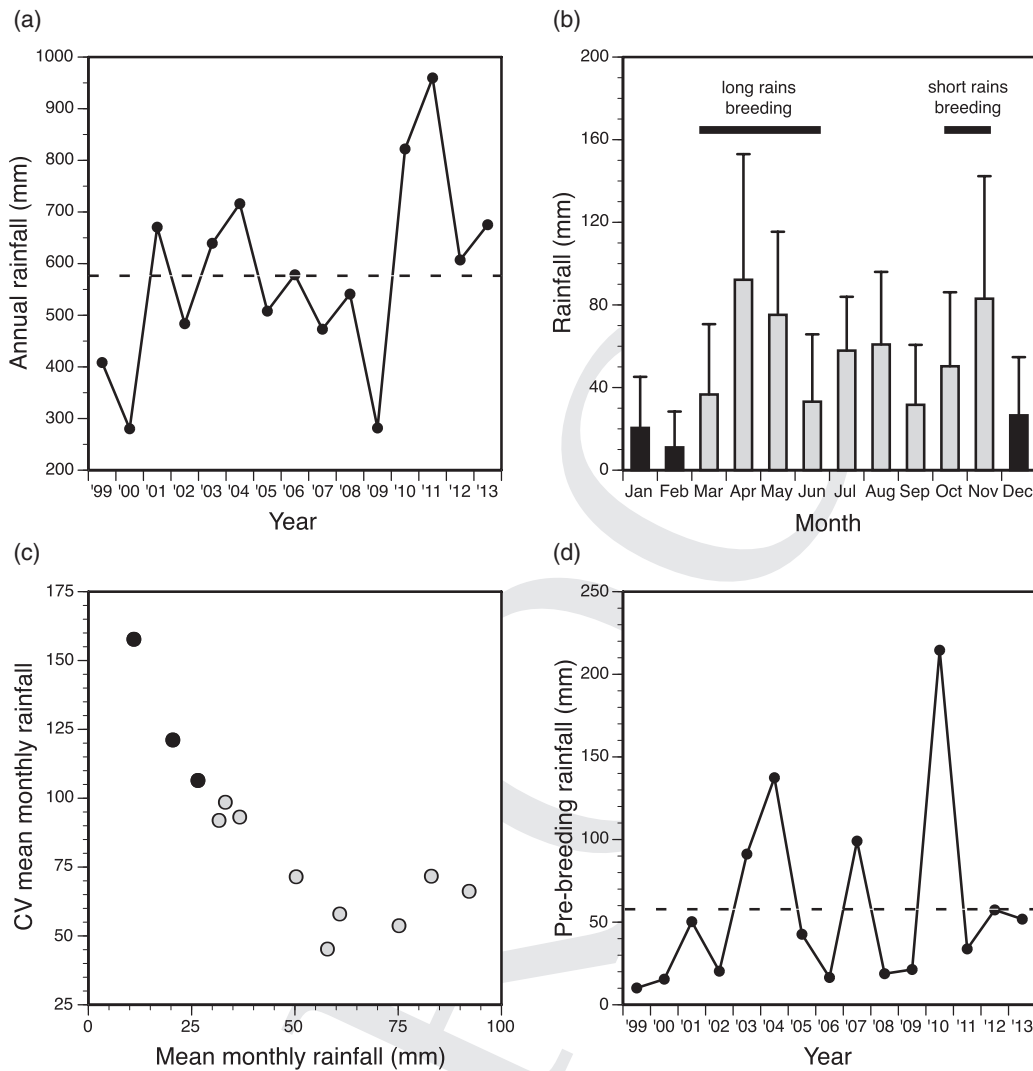 (a)
1000
900
800
700
600
500
400
300
200
Annual rainfall (mm)
'99 '00 '01 '02 '03 '04 '05 '06 '07 '08 '09 '10 '11 '12 '13
Year
(b)
200
160
120
80
40
0
Rainfall (mm)
long rains
breeding
short rains
breeding
Jan Feb Mar Apr May Jun Jul Aug Sep Oct Nov Dec
Month
(c)
175
150
125
100
75
50
25
CV mean monthly rainfall
0 25 50 75 100
Mean monthly rainfall (mm)
(d)
250
200
150
100
50
0
Pre-breeding rainfall (mm)
'99 '00 '01 '02 '03 '04 '05 '06 '07 '08 '09 '10 '11 '12 '13
Year